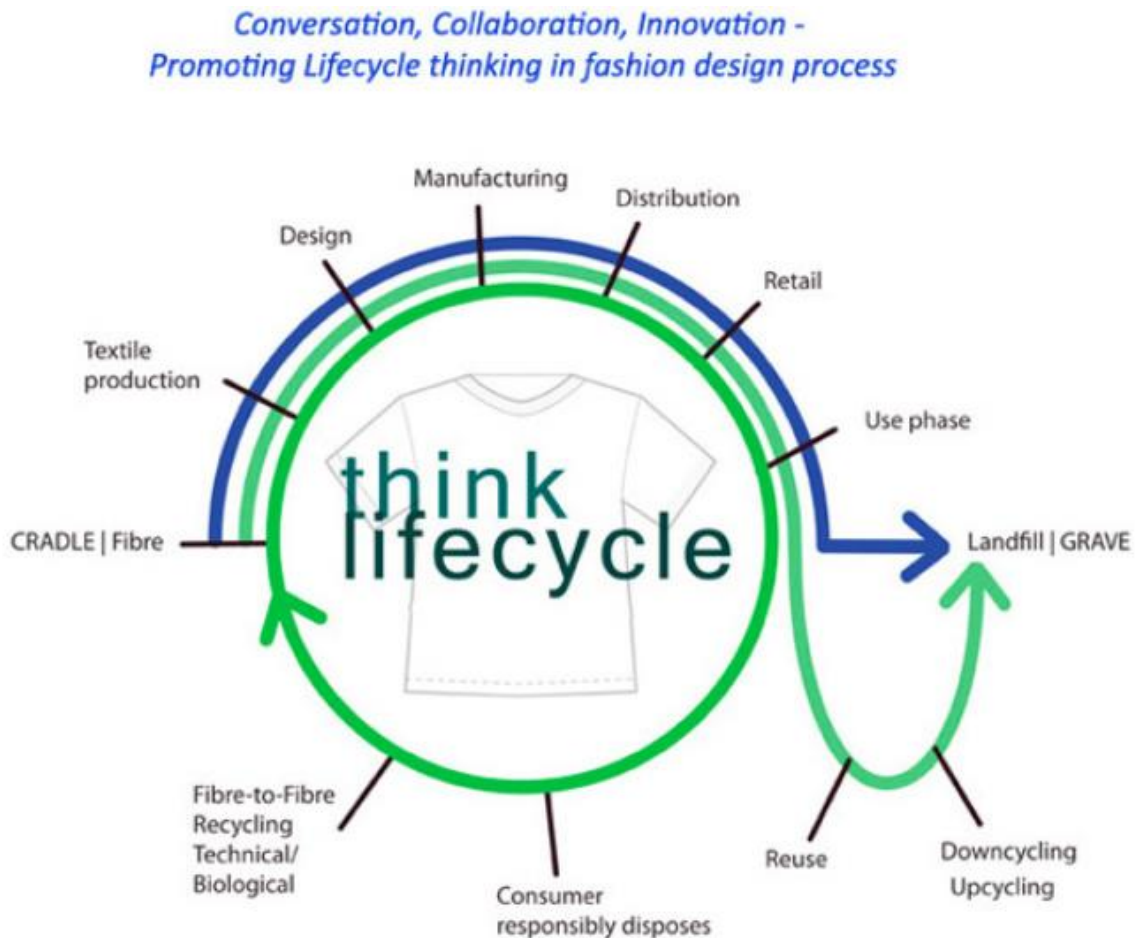 Conversation, Collaboration, Innovation -
Promoting Lifecycle thinking in fashion design process
Manufacturing
Distribution
Design
Retail
Textile
production
Use phase
think
lifecycle
CRADLE | Fibre
Landfill | GRAVE
Fibre-to-Fibre
Recycling
Technical/
Biological
Consumer
responsibly disposes
Reuse
Downcycling
Upcycling